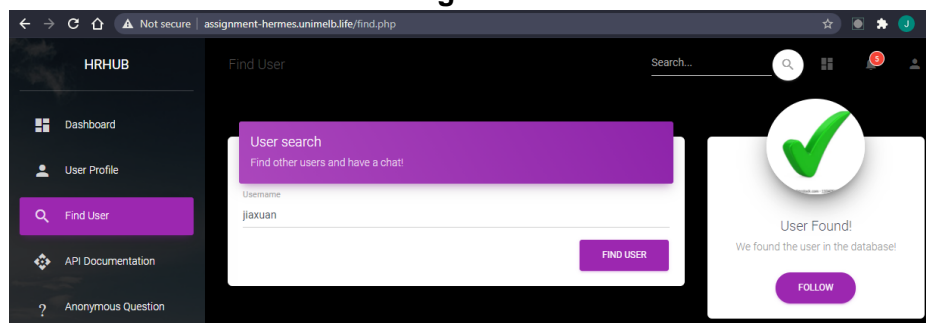 Not secure | assignment-hermes.unimelb.life/find.php
J
HRHUB
Find User
Search...
5
Dashboard
User Profile
Find User
API Documentation
? Anonymous Question
User search
Find other users and have a chat!
Username
jiaxuan
FIND USER
User Found!
We found the user in the database!
FOLLOW